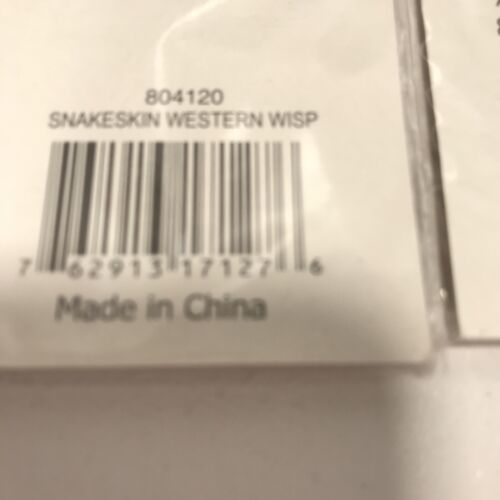 804120
SNAKESKIN WESTERN WISP
7 62913 17127 6
Made in China